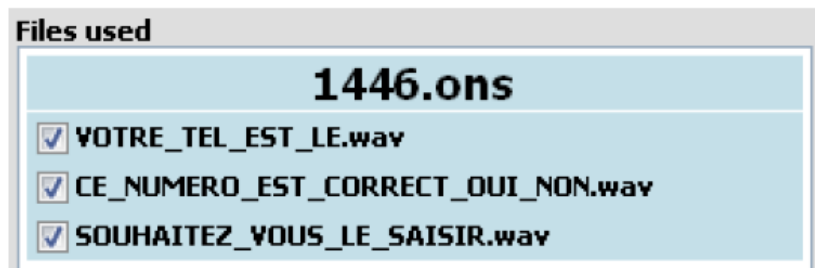 Files used
1446.ons
VOTRE_TEL_EST_LE.wav
CE_NUMERO_EST_CORRECT_OUI_NON.wav
SOUHAITEZ_VOUS_LE_SAISIR.wav